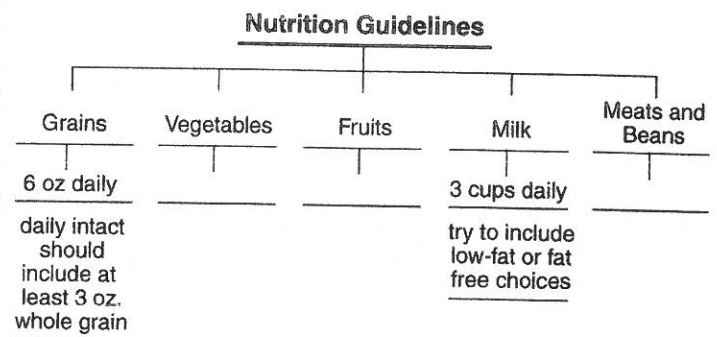 Nutrition Guidelines
Grains
Vegetables
Fruits
Milk
Meats and
Beans
6 oz daily
daily intact
should
include at
least 3 oz.
whole grain
3 cups daily
try to include
low-fat or fat
free choices